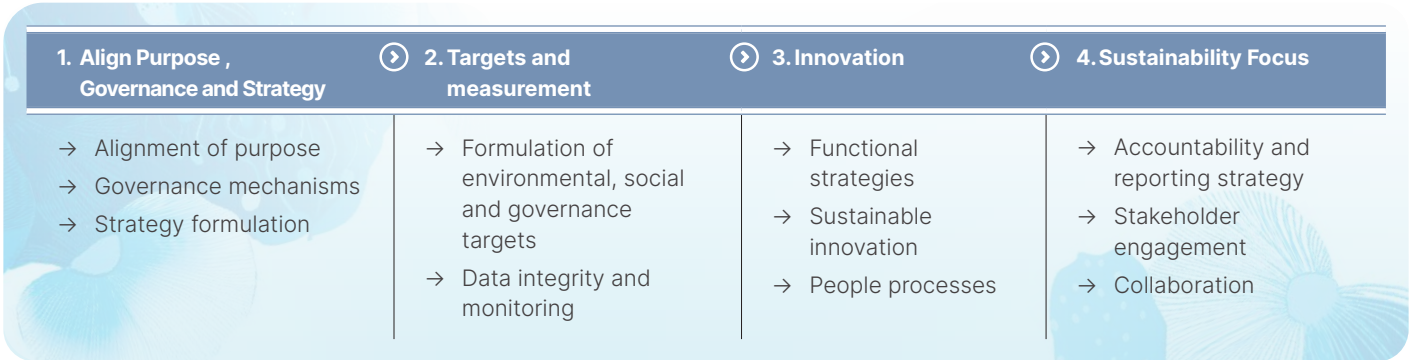 1. Align Purpose ,
Governance and Strategy
2. Targets and
measurement
3. Innovation
4. Sustainability Focus
→ Alignment of purpose
→ Governance mechanisms
→ Strategy formulation
→ Formulation of
environmental, social
and governance
targets
→ Data integrity and
monitoring
→ Functional
strategies
→ Sustainable
innovation
→ People processes
→ Accountability and
reporting strategy
→ Stakeholder
engagement
→ Collaboration